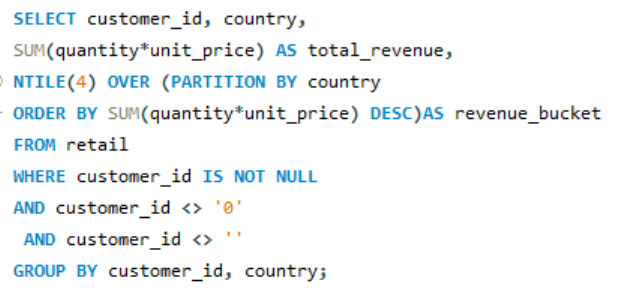 SELECT customer_id, country,
SUM(quantity*unit_price) AS total_revenue,
NTILE(4) OVER (PARTITION BY country
ORDER BY SUM(quantity*unit_price) DESC)AS revenue_bucket
FROM retail
WHERE customer_id IS NOT NULL
AND customer_id <> '0'
AND customer_id <> ''
GROUP BY customer_id, country;